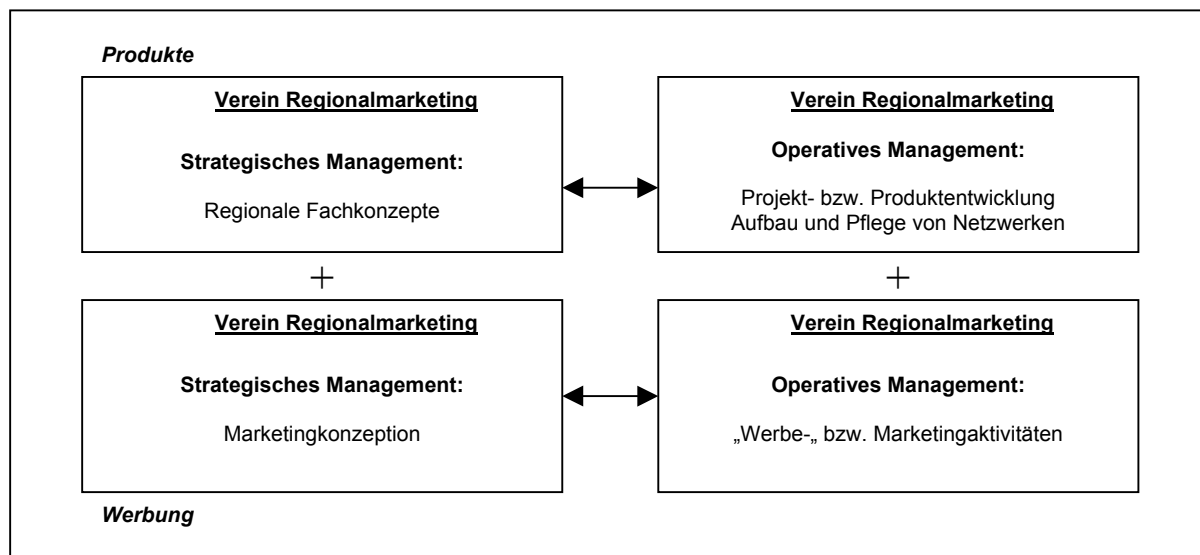 Produkte
Verein Regionalmarketing
Strategisches Management:
Regionale Fachkonzepte
Verein Regionalmarketing
Operatives Management:
Projekt- bzw. Produktentwicklung
Aufbau und Pflege von Netzwerken
+
+
Verein Regionalmarketing
Strategisches Management:
Marketingkonzeption
Verein Regionalmarketing
Operatives Management:
„Werbe-„ bzw. Marketingaktivitäten
Werbung